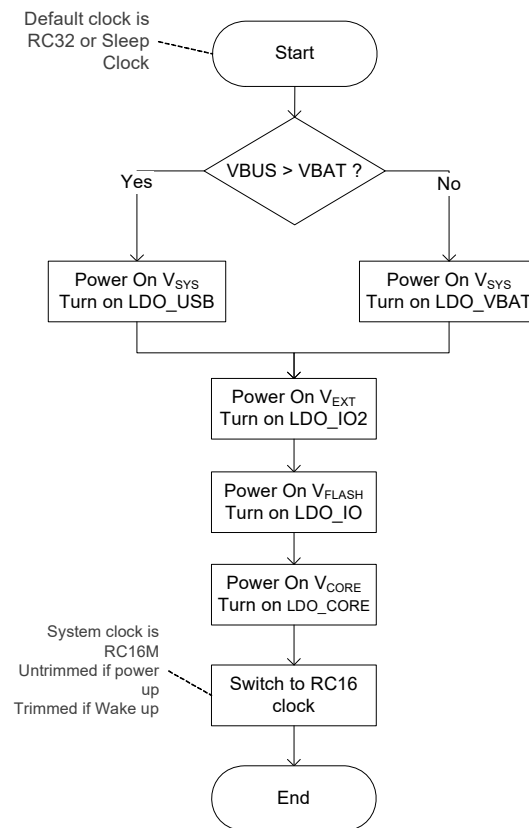 Default clock is
RC32 or Sleep
Clock
Start
VBUS > VBAT ?
Yes
No
Power On VSYS
Turn on LDO_USB
Power On VSYS
Turn on LDO_VBAT
Power On VEXT
Turn on LDO_IO2
Power On VFLASH
Turn on LDO_IO
Power On VCORE
Turn on LDO_CORE
System clock is
RC16M
Untrimmed if power
up
Trimmed if Wake up
Switch to RC16
clock
End